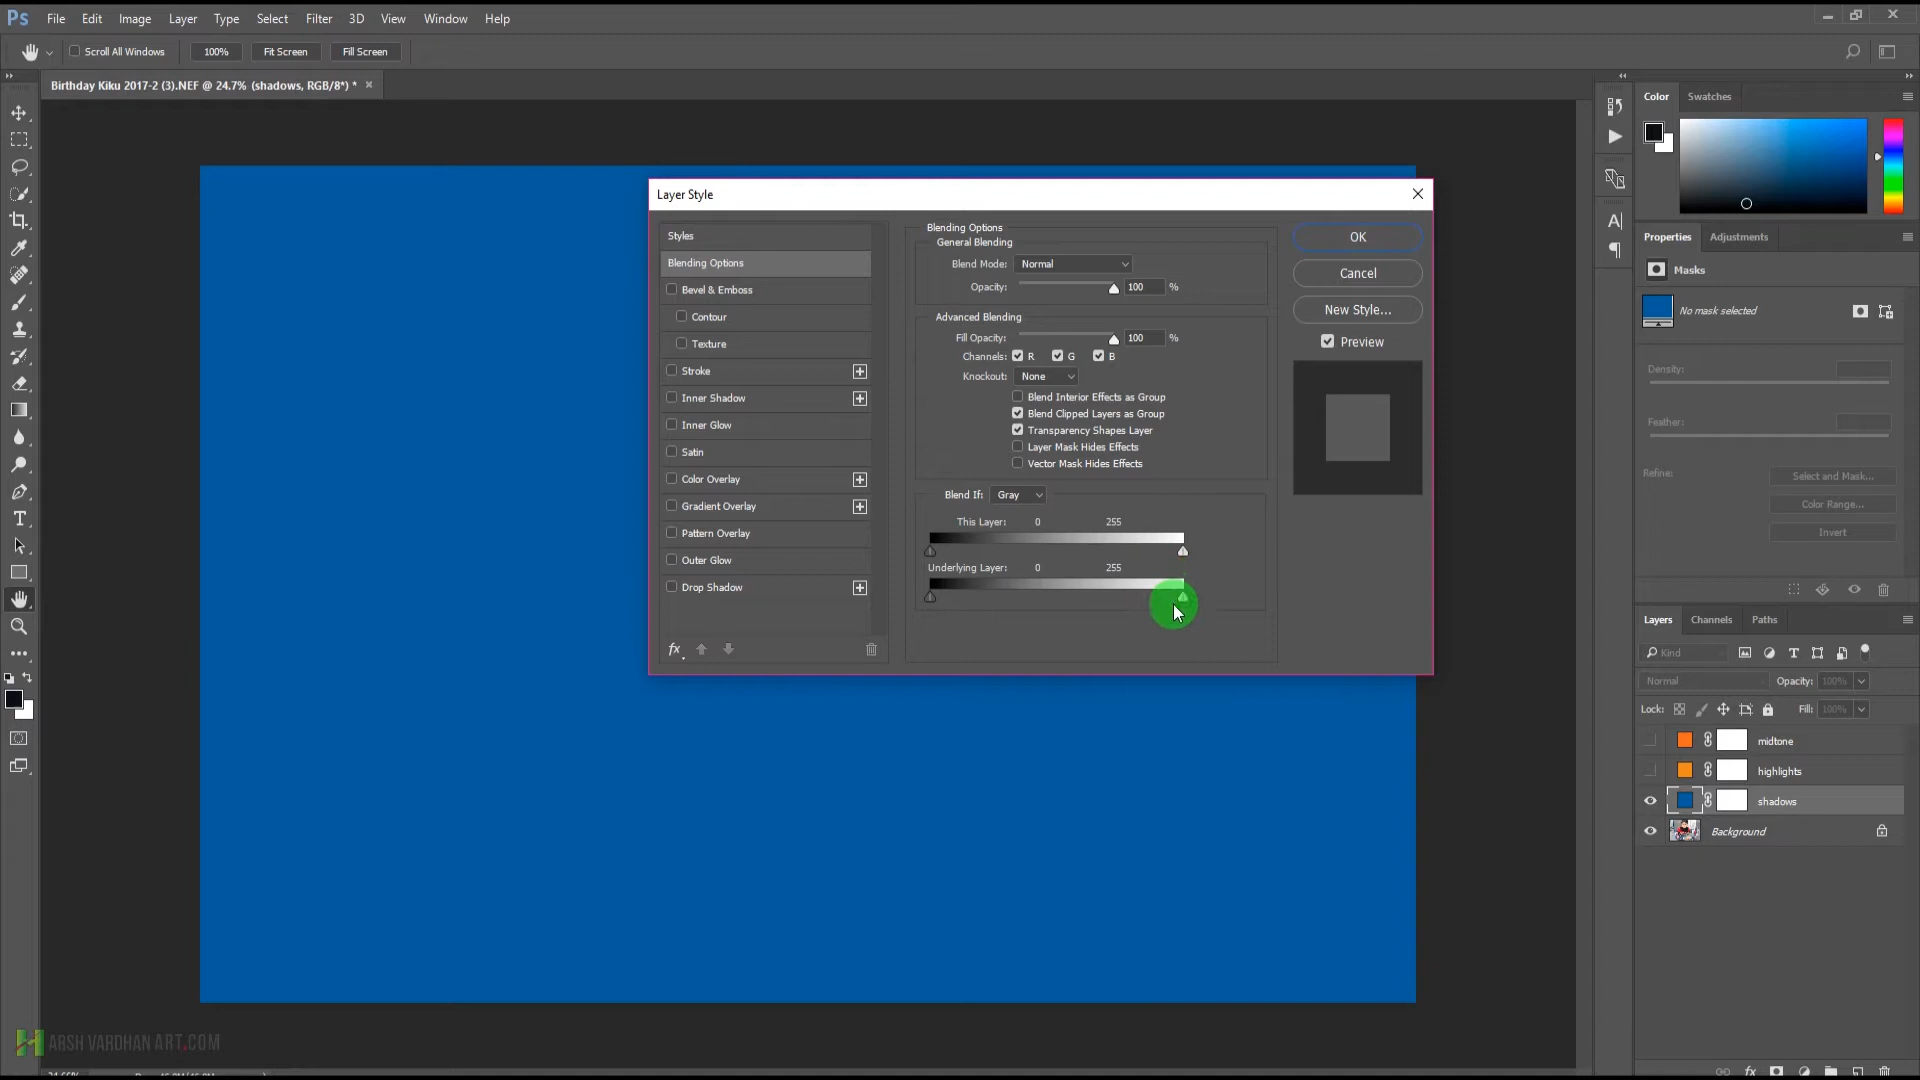 Ps File Edit Image Layer Type Select Filter 3D View Window Help
Scroll All Windows 100% Fit Screen Fill Screen
Birthday Kiku 2017-2 (3).NEF @ 24.7% (shadows, RGB/8*) *
Color Swatches
Layer Style
Styles
Blending Options
Bevel & Emboss
Contour
Texture
Stroke
Inner Shadow
Inner Glow
Satin
Color Overlay
Gradient Overlay
Pattern Overlay
Outer Glow
Drop Shadow
fx
Blending Options
General Blending
Blend Mode: Normal
Opacity: 100 %
Advanced Blending
Fill Opacity: 100 %
Channels: R G B
Knockout: None
Blend Interior Effects as Group
Blend Clipped Layers as Group
Transparency Shapes Layer
Layer Mask Hides Effects
Vector Mask Hides Effects
Blend If: Gray
This Layer: 0 255
Underlying Layer: 0 255
OK
Cancel
New Style...
Preview
Properties Adjustments
Masks
No mask selected
Density:
Feather:
Refine: Select and Mask...
Color Range...
Invert
Layers Channels Paths
Kind
Normal Opacity: 100%
Lock: Fill: 100%
midtone
highlights
shadows
Background
HARSH VARDHAN ART.COM